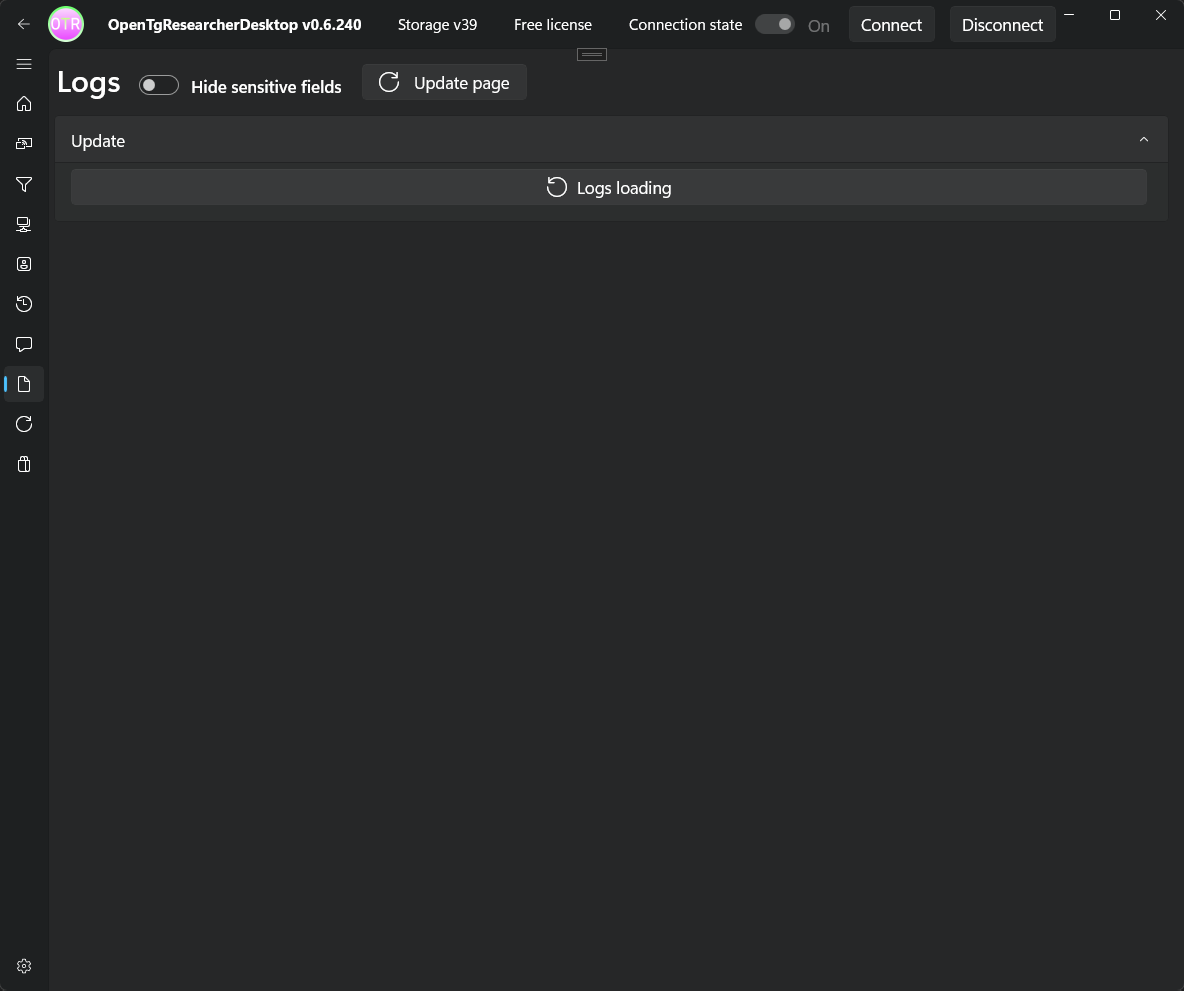 OTR OpenTgResearcherDesktop v0.6.240 Storage v39 Free license Connection state On Connect Disconnect
Logs Hide sensitive fields Update page
Update
Logs loading